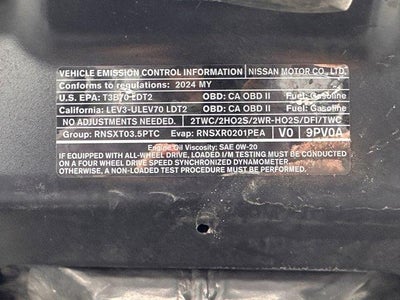 VEHICLE EMISSION CONTROL INFORMATION NISSAN MOTOR CO., LTD.
Conforms to regulations: 2024 MY
U.S. EPA: T3B70 LDT2 OBD: CA OBD II Fuel: Gasoline
California: LEV3-ULEV70 LDT2 OBD: CA OBD II Fuel: Gasoline
NO ADJUSTMENTS NEEDED. 2TWC/2HO2S/2WR-HO2S/DFI/TWC
Group: RNSXT03.5PTC Evap: RNSXR0201PEA V0 9PV0A
Engine Oil Viscosity: SAE 0W-20
IF EQUIPPED WITH ALL-WHEEL DRIVE, LOADED I/M TESTING MUST BE CONDUCTED
ON A FOUR WHEEL DRIVE SPEED SYNCHRONIZED DYNAMOMETER.
OTHERWISE, A NON-LOADED TEST PROCEDURE MUST BE PERFORMED.